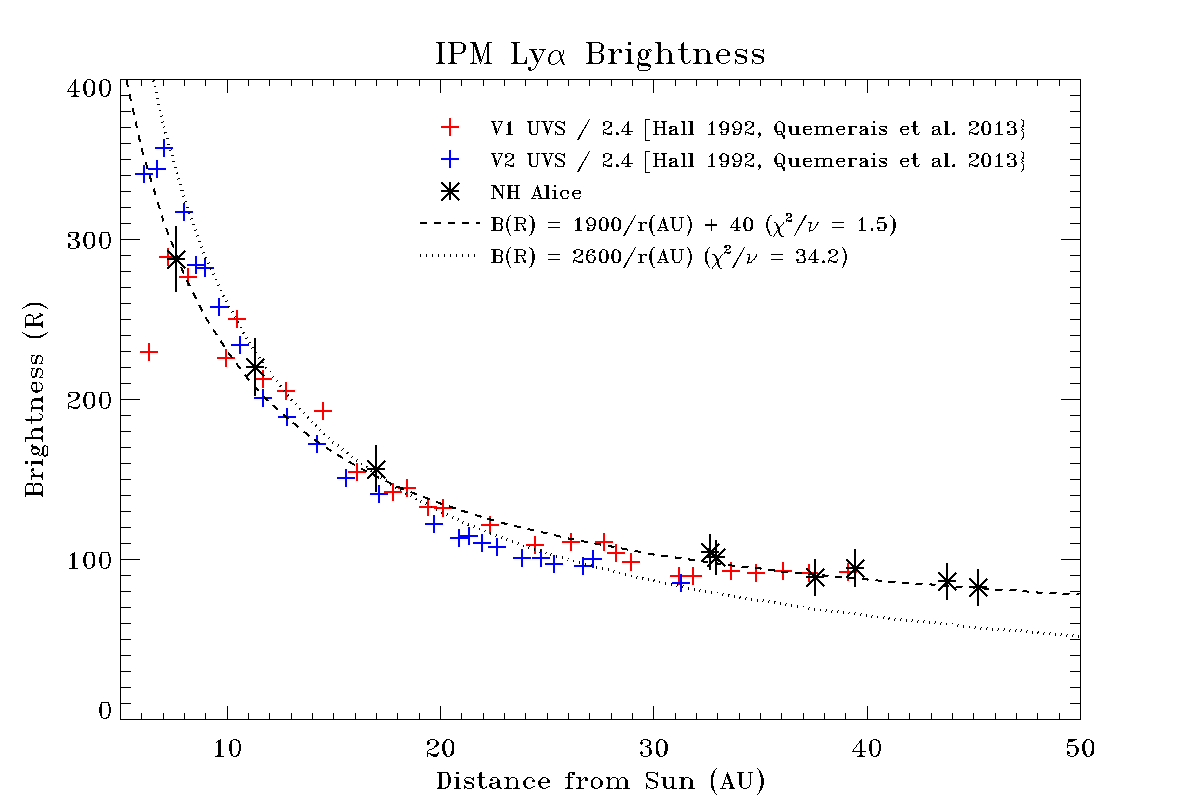 IPM Lyα Brightness
400
300
200
100
0
Brightness (R)
V1 UVS / 2.4 [Hall 1992, Quemerais et al. 2013}
V2 UVS / 2.4 [Hall 1992, Quemerais et al. 2013}
NH Alice
B(R) = 1900/r(AU) + 40 (χ²/ν = 1.5)
B(R) = 2600/r(AU) (χ²/ν = 34.2)
10 20 30 40 50
Distance from Sun (AU)